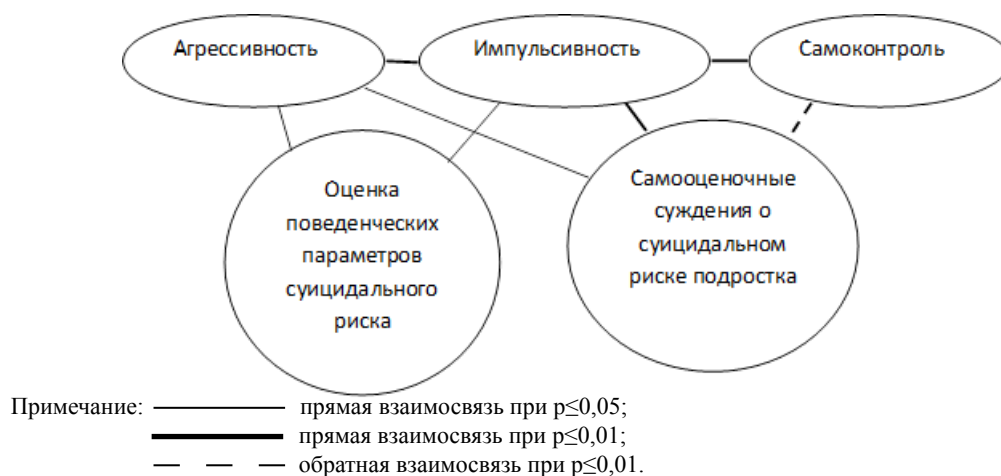 Агрессивность
Импульсивность
Самоконтроль
Оценка
поведенческих
параметров
суицидального
риска
Самооценочные
суждения о
суицидальном
риске подростка
Примечание: прямая взаимосвязь при p≤0,05;
прямая взаимосвязь при p≤0,01;
обратная взаимосвязь при p≤0,01.